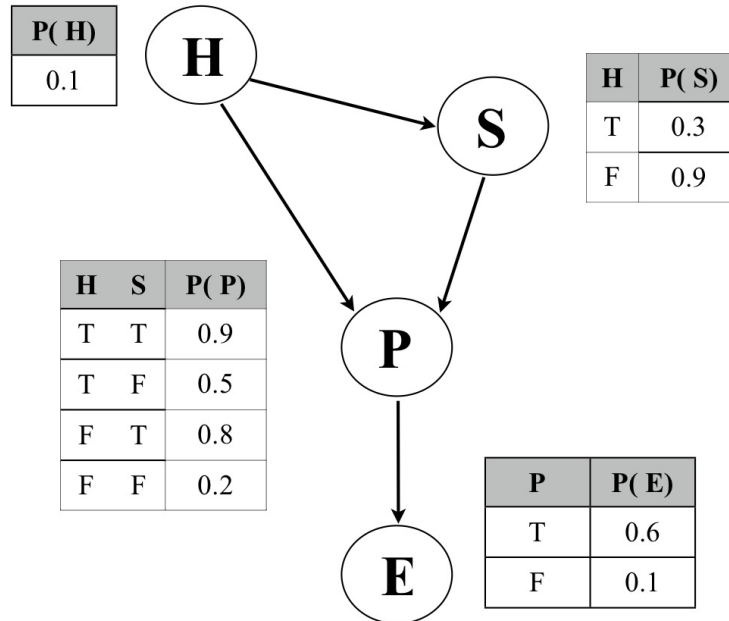 P( H)
0.1
H
S
H P( S)
T 0.3
F 0.9
H S P( P)
T T 0.9
T F 0.5
F T 0.8
F F 0.2
P
P P( E)
T 0.6
F 0.1
E